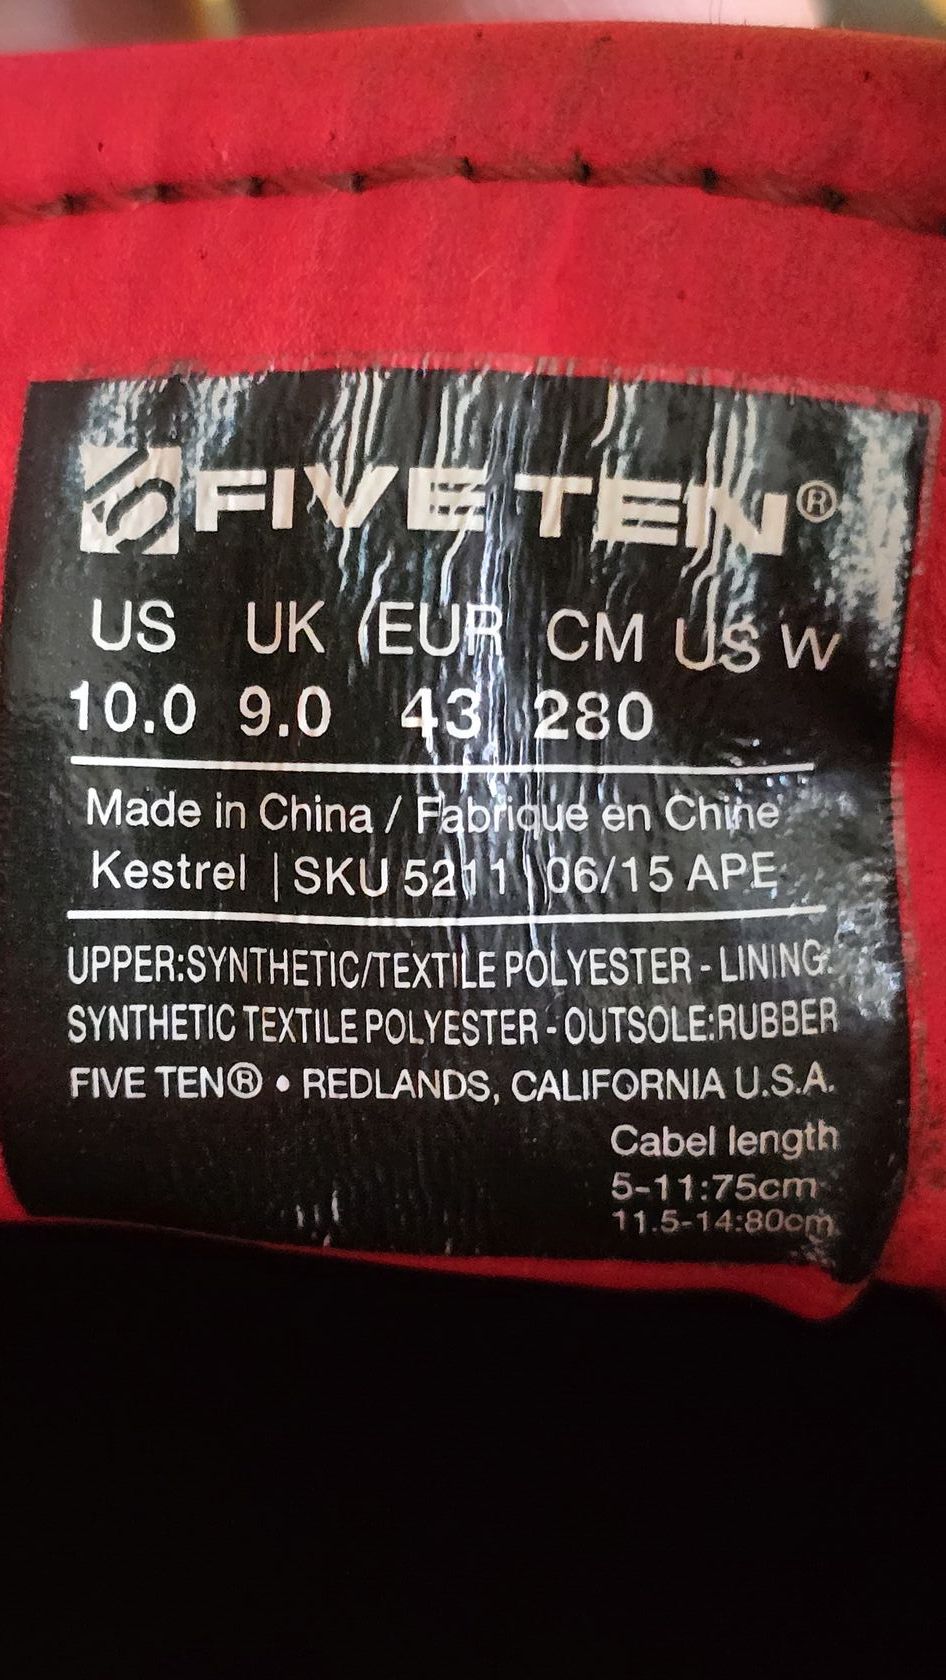 FIVE TEN®
US UK EUR CM US W
10.0 9.0 43 280
Made in China / Fabrique en Chine
Kestrel | SKU 5211 | 06/15 APE
UPPER:SYNTHETIC/TEXTILE POLYESTER - LINING:
SYNTHETIC TEXTILE POLYESTER - OUTSOLE:RUBBER
FIVE TEN® • REDLANDS, CALIFORNIA U.S.A.
Cabel length
5-11:75cm
11.5-14:80cm